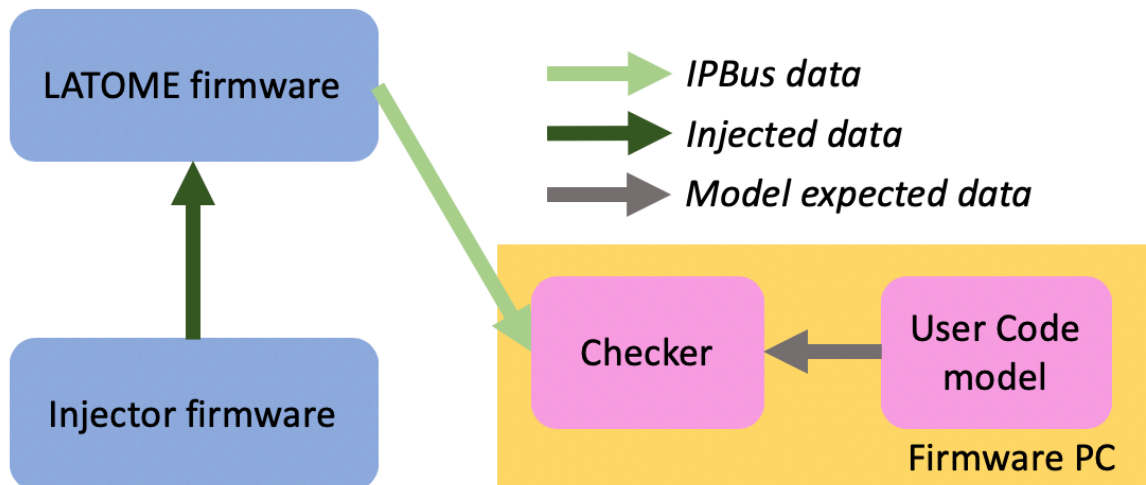 LATOME firmware
IPBus data
Injected data
Model expected data
Injector firmware
Checker
User Code
model
Firmware PC